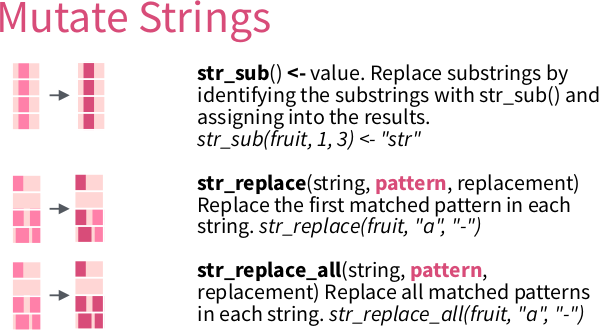 Mutate Strings
str_sub() <- value. Replace substrings by
identifying the substrings with str_sub() and
assigning into the results.
str_sub(fruit, 1, 3) <- "str"
str_replace(string, pattern, replacement)
Replace the first matched pattern in each
string. str_replace(fruit, "a", "-")
str_replace_all(string, pattern,
replacement) Replace all matched patterns
in each string. str_replace_all(fruit, "a", "-")